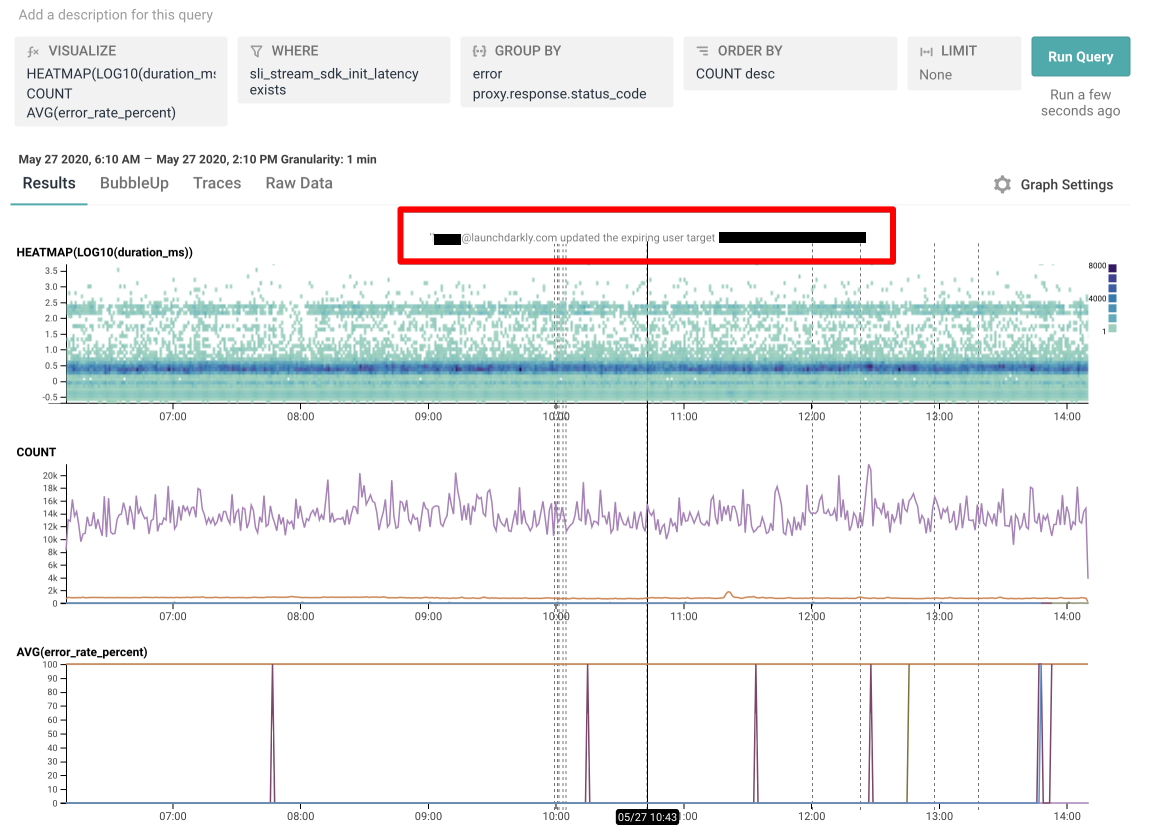 Add a description for this query
VISUALIZE
HEATMAP(LOG10(duration_ms
COUNT
AVG(error_rate_percent)
WHERE
sli_stream_sdk_init_latency
exists
GROUP BY
error
proxy.response.status_code
ORDER BY
COUNT desc
LIMIT
None
Run Query
Run a few
seconds ago
May 27 2020, 6:10 AM – May 27 2020, 2:10 PM Granularity: 1 min
Results BubbleUp Traces Raw Data
Graph Settings
@launchdarkly.com updated the expiring user target
HEATMAP(LOG10(duration_ms))
3.5
3.0
2.5
2.0
1.5
1.0
0.5
0
-0.5
8000
4000
1
07:00 08:00 09:00 10:00 11:00 12:00 13:00 14:00
COUNT
20k
18k
16k
14k
12k
10k
8k
6k
4k
2k
0
07:00 08:00 09:00 10:00 11:00 12:00 13:00 14:00
AVG(error_rate_percent)
100
90
80
70
60
50
40
30
20
10
0
07:00 08:00 09:00 10:00 05/27 10:43 :00 12:00 13:00 14:00